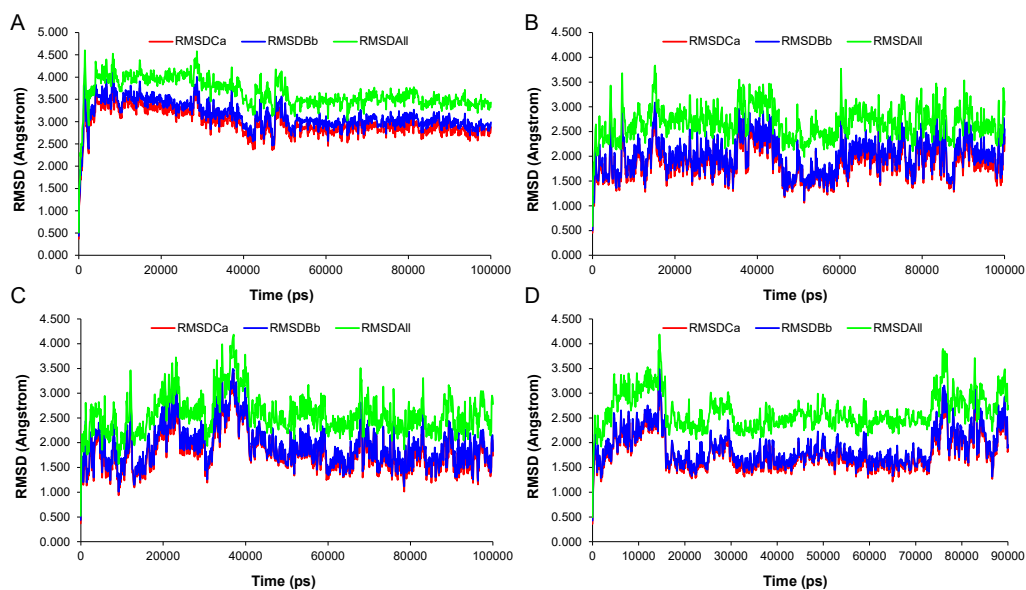 A
RMSDCa RMSDBb RMSDAll
5.000
4.500
4.000
3.500
3.000
2.500
2.000
1.500
1.000
0.500
0.000
RMSD (Angstrom)
0 20000 40000 60000 80000 100000
Time (ps)
B
RMSDCa RMSDBb RMSDAll
4.500
4.000
3.500
3.000
2.500
2.000
1.500
1.000
0.500
0.000
RMSD (Angstrom)
0 20000 40000 60000 80000 100000
Time (ps)
C
RMSDCa RMSDBb RMSDAll
4.500
4.000
3.500
3.000
2.500
2.000
1.500
1.000
0.500
0.000
RMSD (Angstrom)
0 20000 40000 60000 80000 100000
Time (ps)
D
RMSDCa RMSDBb RMSDAll
4.500
4.000
3.500
3.000
2.500
2.000
1.500
1.000
0.500
0.000
RMSD (Angstrom)
0 10000 20000 30000 40000 50000 60000 70000 80000 90000
Time (ps)